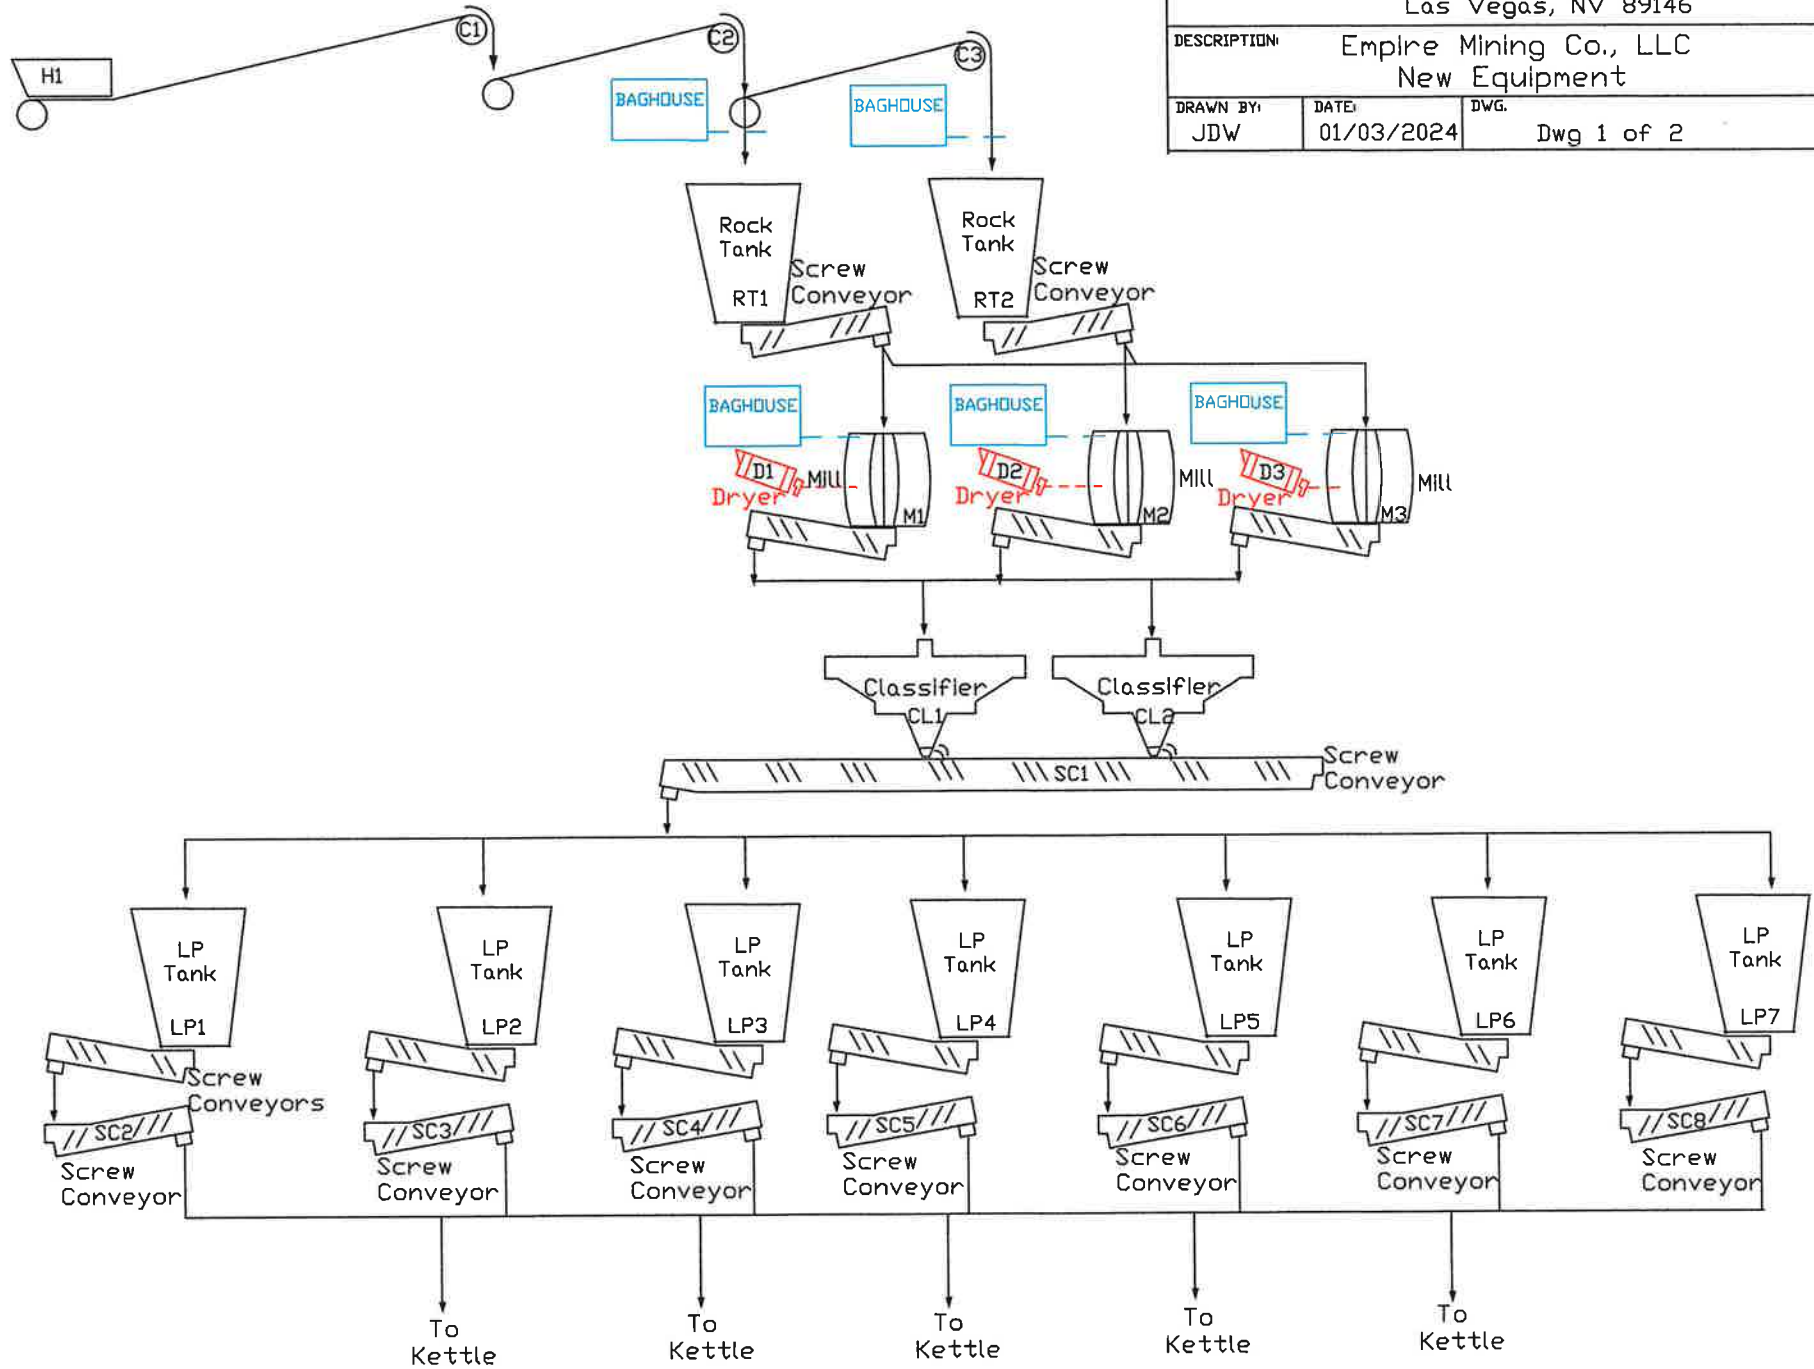 Las Vegas, NV 89146
DESCRIPTION:
Empire Mining Co., LLC
New Equipment
DRAWN BY:
JDW
DATE:
01/03/2024
DWG.
Dwg 1 of 2
H1
C1
C2
C3
BAGHOUSE
BAGHOUSE
Rock
Tank
RT1
Screw
Conveyor
Rock
Tank
RT2
Screw
Conveyor
BAGHOUSE
BAGHOUSE
BAGHOUSE
D1
Dryer
Mill
M1
D2
Dryer
Mill
M2
D3
Dryer
Mill
M3
Classifier
CL1
Classifier
CL2
SC1
Screw
Conveyor
LP
Tank
LP1
LP
Tank
LP2
LP
Tank
LP3
LP
Tank
LP4
LP
Tank
LP5
LP
Tank
LP6
LP
Tank
LP7
Screw
Conveyors
SC2
SC3
SC4
SC5
SC6
SC7
SC8
Screw
Conveyor
Screw
Conveyor
Screw
Conveyor
Screw
Conveyor
Screw
Conveyor
Screw
Conveyor
Screw
Conveyor
To
Kettle
To
Kettle
To
Kettle
To
Kettle
To
Kettle